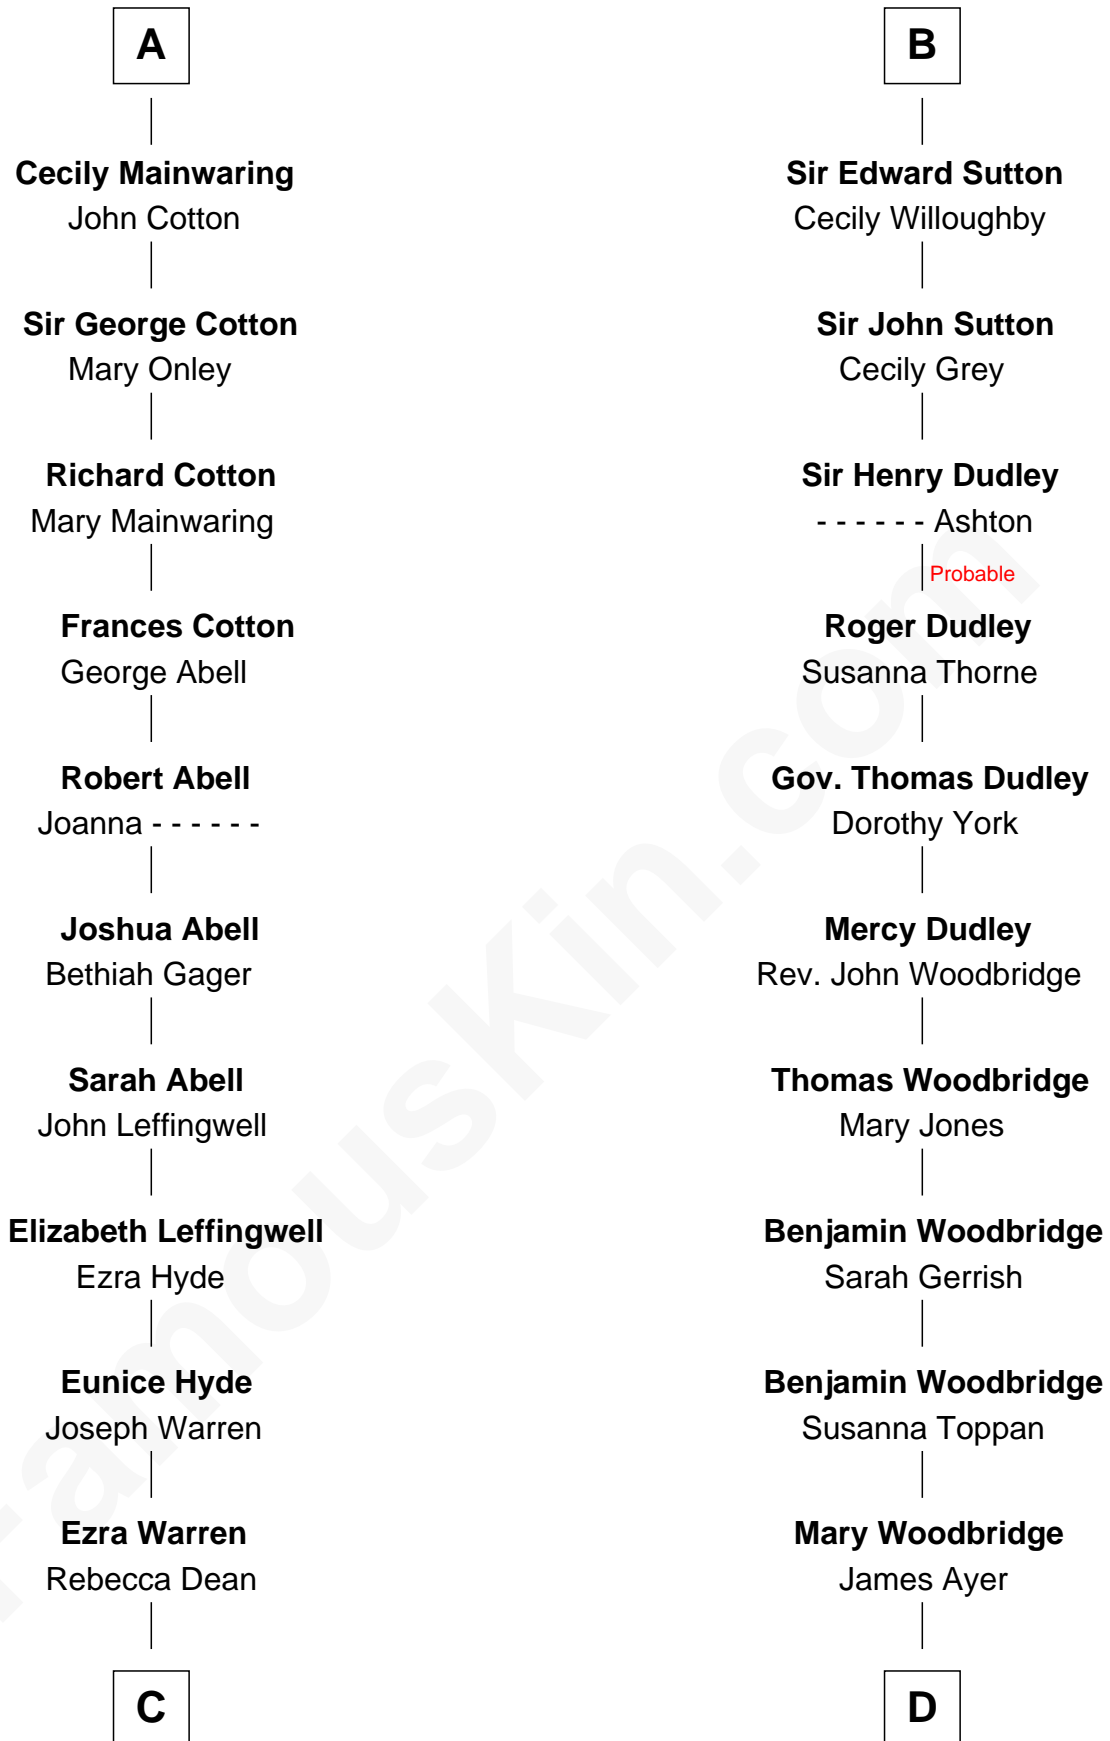 A
Cecily Mainwaring
John Cotton
Sir George Cotton
Mary Onley
Richard Cotton
Mary Mainwaring
Frances Cotton
George Abell
Robert Abell
Joanna - - - - - -
Joshua Abell
Bethiah Gager
Sarah Abell
John Leffingwell
Elizabeth Leffingwell
Ezra Hyde
Eunice Hyde
Joseph Warren
Ezra Warren
Rebecca Dean
C
B
Sir Edward Sutton
Cecily Willoughby
Sir John Sutton
Cecily Grey
Sir Henry Dudley
- - - - - - Ashton
Probable
Roger Dudley
Susanna Thorne
Gov. Thomas Dudley
Dorothy York
Mercy Dudley
Rev. John Woodbridge
Thomas Woodbridge
Mary Jones
Benjamin Woodbridge
Sarah Gerrish
Benjamin Woodbridge
Susanna Toppan
Mary Woodbridge
James Ayer
D
FamousKin.com